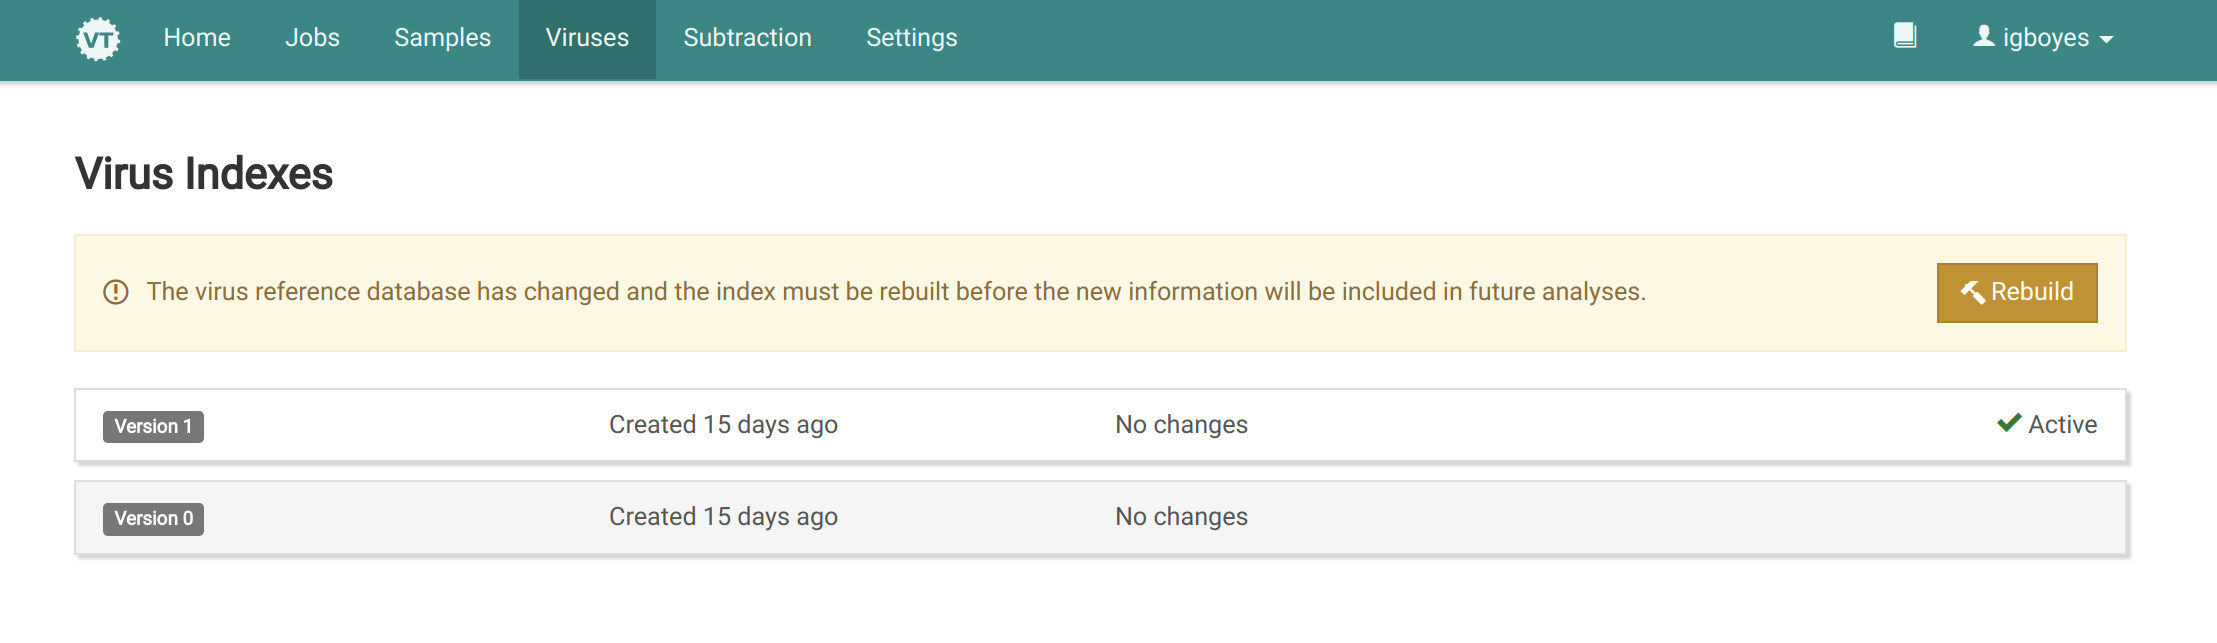 VT Home Jobs Samples Viruses Subtraction Settings igboyes
Virus Indexes
The virus reference database has changed and the index must be rebuilt before the new information will be included in future analyses. Rebuild
Version 1 Created 15 days ago No changes Active
Version 0 Created 15 days ago No changes